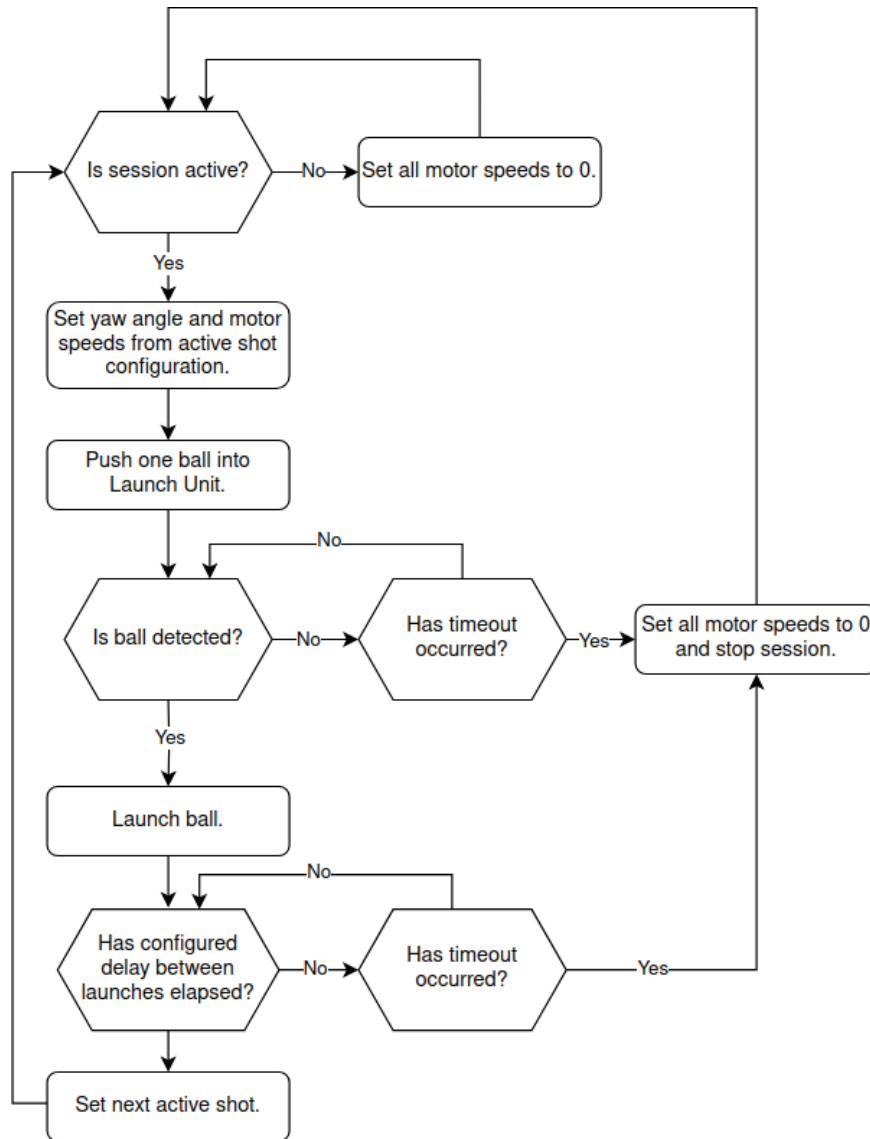 Is session active?
No
Set all motor speeds to 0.
Yes
Set yaw angle and motor
speeds from active shot
configuration.
Push one ball into
Launch Unit.
No
Is ball detected?
No
Has timeout
occurred?
Yes
Set all motor speeds to 0
and stop session.
Yes
Launch ball.
No
Has configured
delay between
launches elapsed?
No
Has timeout
occurred?
Yes
Set next active shot.